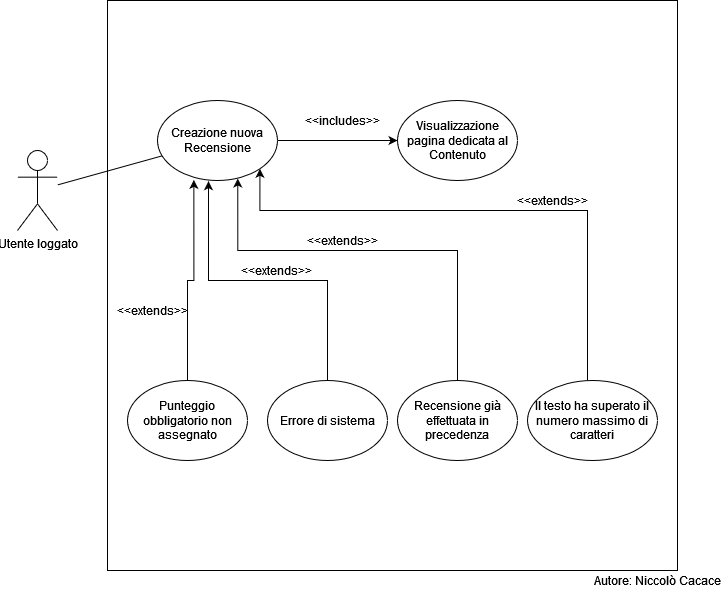 Creazione nuova
Recensione
<<includes>>
Visualizzazione
pagina dedicata al
Contenuto
Utente loggato
<<extends>>
<<extends>>
<<extends>>
<<extends>>
Punteggio
obbligatorio non
assegnato
Errore di sistema
Recensione già
effettuata in
precedenza
Il testo ha superato il
numero massimo di
caratteri
Autore: Niccolò Cacace